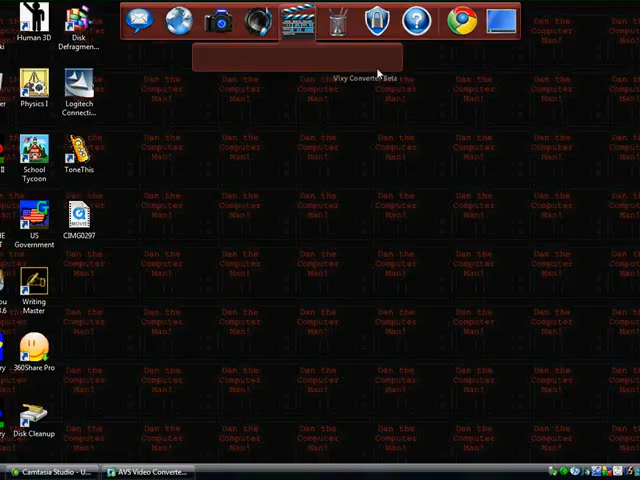 Human 3D
Disk
Defragmen...
Vixy Converter Beta
Physics I
Logitech
Connecti...
School
Tycoon
ToneThis
US
Government
CIMG0297
Writing
Master
360Share Pro
Disk Cleanup
Dan the
Computer
Man!
Camtasia Studio - U...
AVS Video Converte...